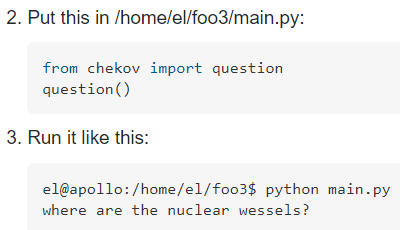 2. Put this in /home/el/foo3/main.py:
from chekov import question
question()
3. Run it like this:
el@apollo:/home/el/foo3$ python main.py
where are the nuclear wessels?